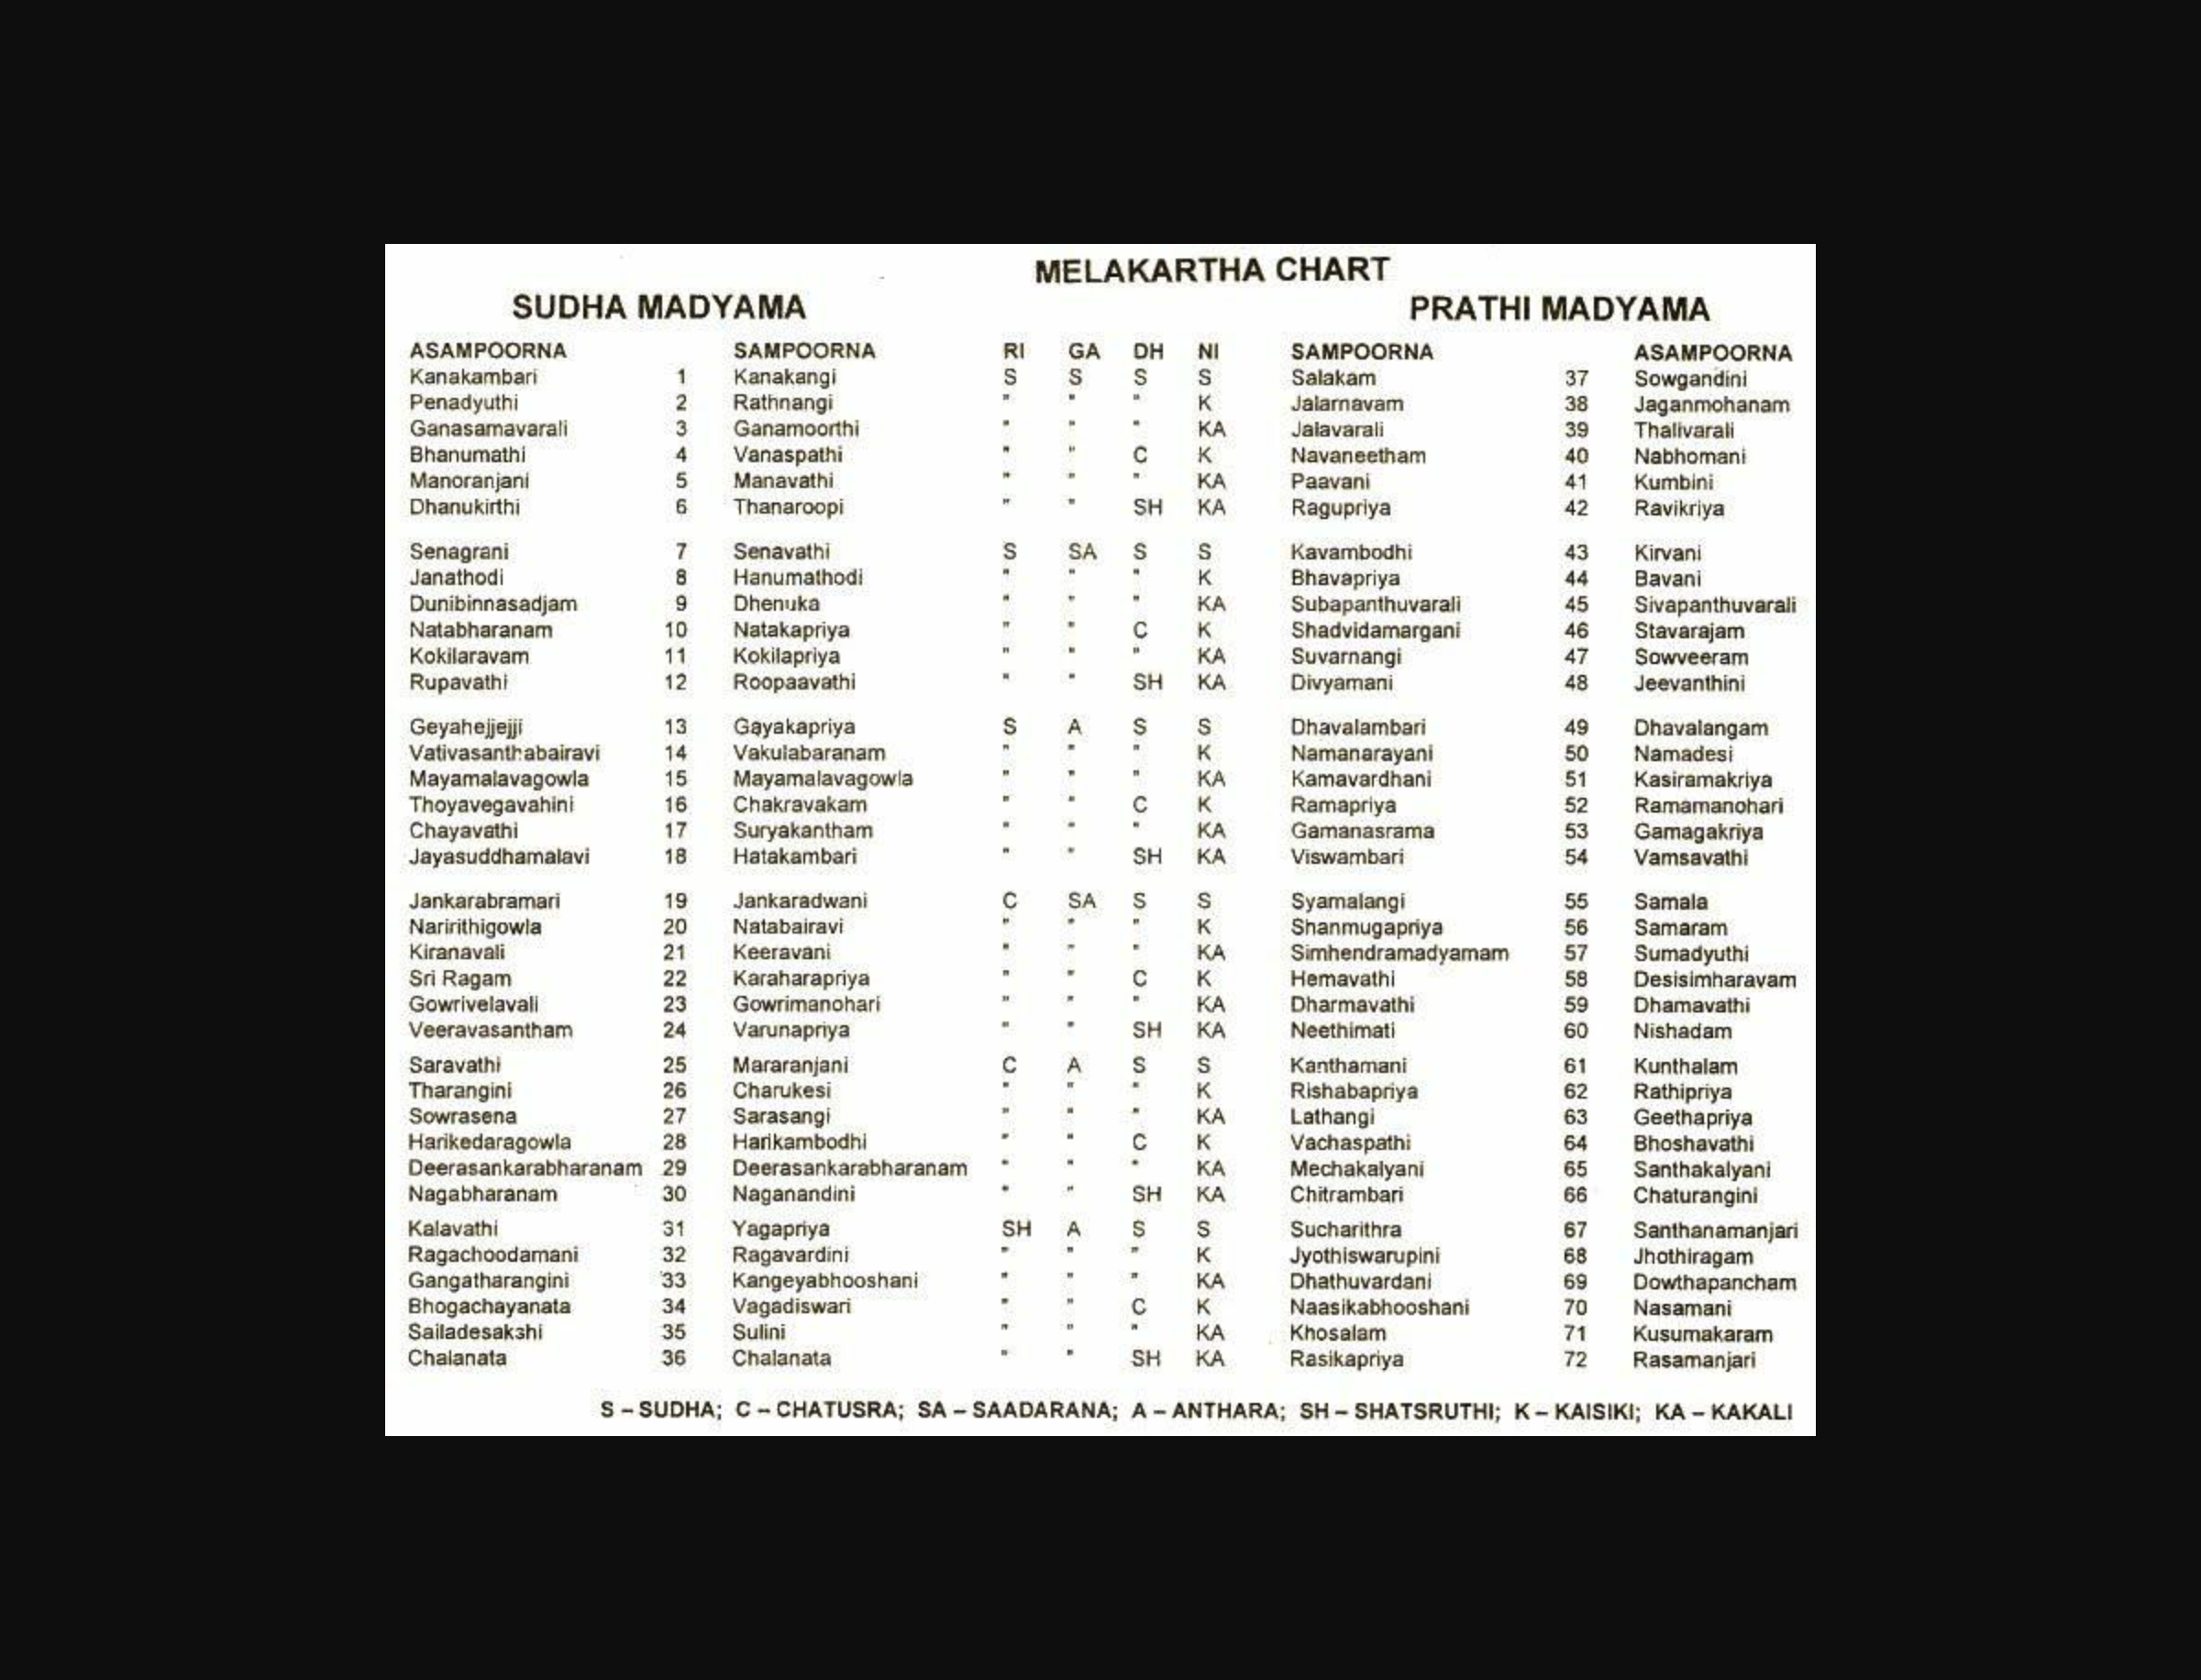 MELAKARTHA CHART
SUDHA MADYAMA PRATHI MADYAMA
ASAMPOORNA SAMPOORNA RI GA DH NI SAMPOORNA ASAMPOORNA
Kanakambari 1 Kanakangi S S S S Salakam 37 Sowgandini
Penadyuthi 2 Rathnangi " " " K Jalarnavam 38 Jaganmohanam
Ganasamavarali 3 Ganamoorthi " " " KA Jalavarali 39 Thalivarali
Bhanumathi 4 Vanaspathi " " C K Navaneetham 40 Nabhomani
Manoranjani 5 Manavathi " " " KA Paavani 41 Kumbini
Dhanukirthi 6 Thanaroopi " " SH KA Ragupriya 42 Ravikriya
Senagrani 7 Senavathi S SA S S Kavambodhi 43 Kirvani
Janathodi 8 Hanumathodi " " " K Bhavapriya 44 Bavani
Dunibinnasadjam 9 Dhenuka " " " KA Subapanthuvarali 45 Sivapanthuvarali
Natabharanam 10 Natakapriya " " C K Shadvidamargani 46 Stavarajam
Kokilaravam 11 Kokilapriya " " " KA Suvarnangi 47 Sowveeram
Rupavathi 12 Roopaavathi " " SH KA Divyamani 48 Jeevanthini
Geyahejjejji 13 Gayakapriya S A S S Dhavalambari 49 Dhavalangam
Vativasanthabairavi 14 Vakulabaranam " " " K Namanarayani 50 Namadesi
Mayamalavagowla 15 Mayamalavagowla " " " KA Kamavardhani 51 Kasiramakriya
Thoyavegavahini 16 Chakravakam " " C K Ramapriya 52 Ramamanohari
Chayavathi 17 Suryakantham " " " KA Gamanasrama 53 Gamagakriya
Jayasuddhamalavi 18 Hatakambari " " SH KA Viswambari 54 Vamsavathi
Jankarabramari 19 Jankaradwani C SA S S Syamalangi 55 Samala
Naririthigowla 20 Natabairavi " " " K Shanmugapriya 56 Samaram
Kiranavali 21 Keeravani " " " KA Simhendramadyamam 57 Sumadyuthi
Sri Ragam 22 Karaharapriya " " C K Hemavathi 58 Desisimharavam
Gowrivelavali 23 Gowrimanohari " " " KA Dharmavathi 59 Dhamavathi
Veeravasantham 24 Varunapriya " " SH KA Neethimati 60 Nishadam
Saravathi 25 Mararanjani C A S S Kanthamani 61 Kunthalam
Tharangini 26 Charukesi " " " K Rishabapriya 62 Rathipriya
Sowrasena 27 Sarasangi " " " KA Lathangi 63 Geethapriya
Harikedaragowla 28 Harikambodhi " " C K Vachaspathi 64 Bhoshavathi
Deerasankarabharanam 29 Deerasankarabharanam " " " KA Mechakalyani 65 Santhakalyani
Nagabharanam 30 Naganandini " " SH KA Chitrambari 66 Chaturangini
Kalavathi 31 Yagapriya SH A S S Sucharithra 67 Santhanamanjari
Ragachoodamani 32 Ragavardini " " " K Jyothiswarupini 68 Jhothiragam
Gangatharangini 33 Kangeyabhooshani " " " KA Dhathuvardani 69 Dowthapancham
Bhogachayanata 34 Vagadiswari " " C K Naasikabhooshani 70 Nasamani
Sailadesakshi 35 Sulini " " " KA Khosalam 71 Kusumakaram
Chalanata 36 Chalanata " " SH KA Rasikapriya 72 Rasamanjari
S – SUDHA; C – CHATUSRA; SA – SAADARANA; A – ANTHARA; SH – SHATSRUTHI; K – KAISIKI; KA – KAKALI